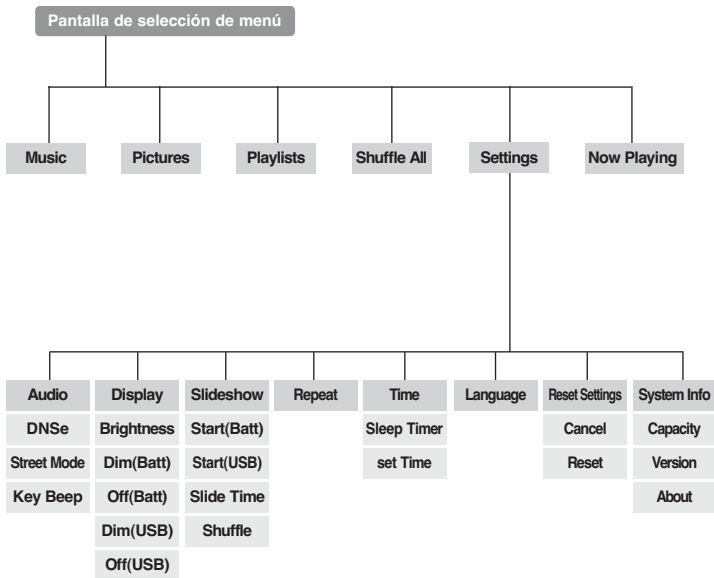 Pantalla de selección de menú
Music
Pictures
Playlists
Shuffle All
Settings
Now Playing
Audio
DNSe
Street Mode
Key Beep
Display
Brightness
Dim(Batt)
Off(Batt)
Dim(USB)
Off(USB)
Slideshow
Start(Batt)
Start(USB)
Slide Time
Shuffle
Repeat
Time
Sleep Timer
set Time
Language
Reset Settings
Cancel
Reset
System Info
Capacity
Version
About